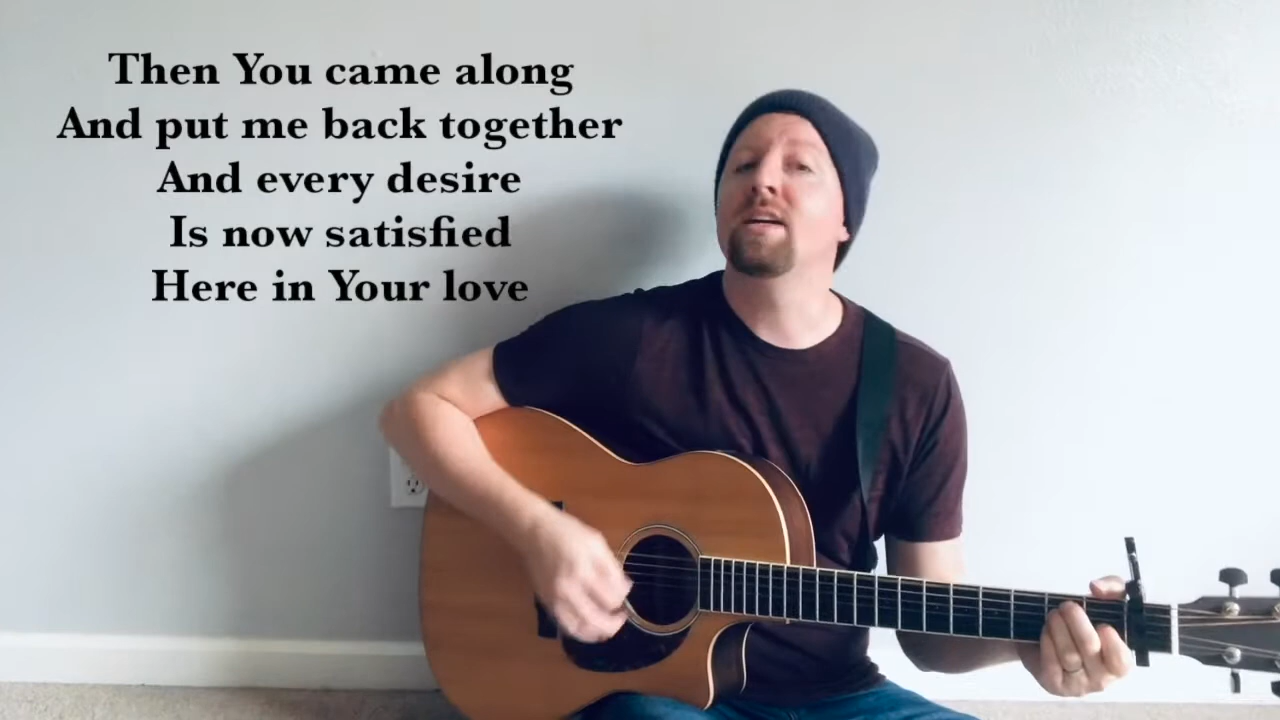 Then You came along
And put me back together
And every desire
Is now satisfied
Here in Your love